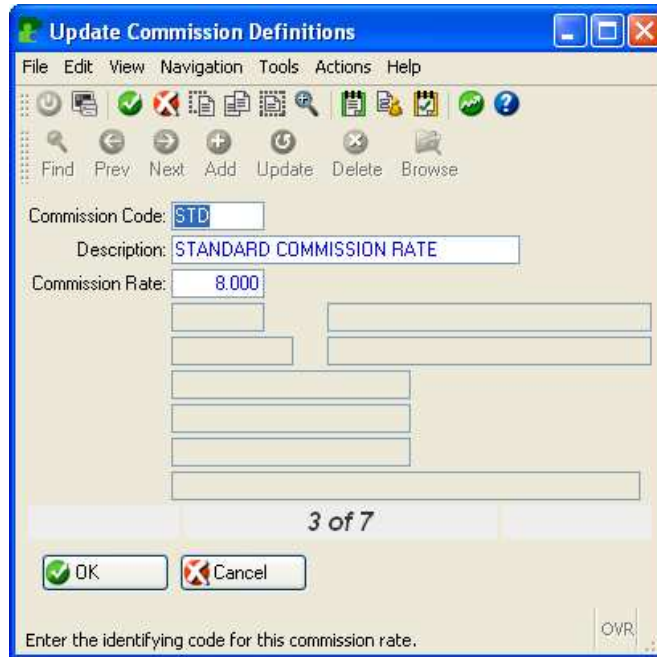 Update Commission Definitions
File Edit View Navigation Tools Actions Help
Find Prev Next Add Update Delete Browse
Commission Code: STD
Description: STANDARD COMMISSION RATE
Commission Rate: 8.000
3 of 7
OK Cancel
Enter the identifying code for this commission rate. OVR